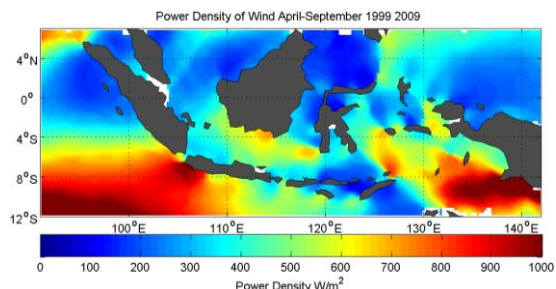 Power Density of Wind April-September 1999 2009
4°N
0°
4°S
8°S
12°S
100°E 110°E 120°E 130°E 140°E
0 100 200 300 400 500 600 700 800 900 1000
Power Density W/m²